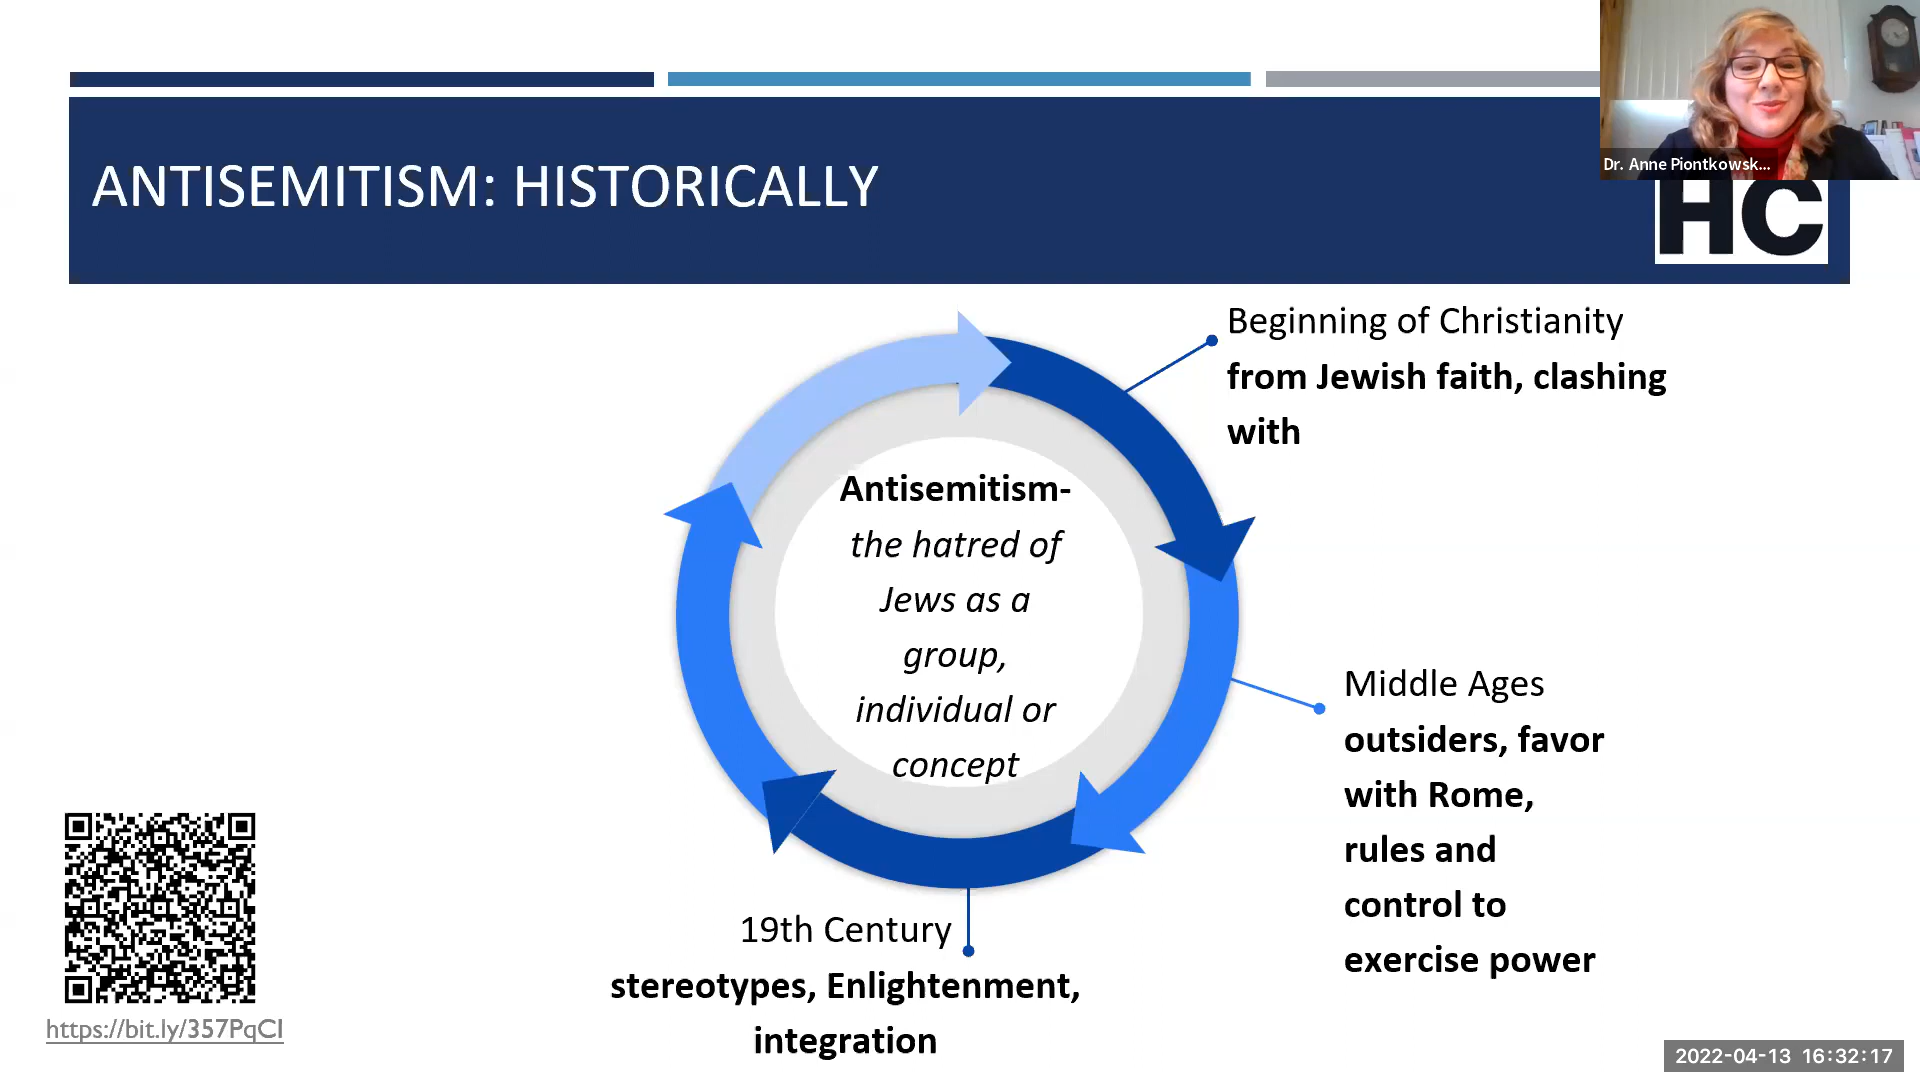 Dr. Anne Piontkowsk...
ANTISEMITISM: HISTORICALLY
HC
Beginning of Christianity
from Jewish faith, clashing
with
Antisemitism-
the hatred of
Jews as a
group,
individual or
concept
Middle Ages
outsiders, favor
with Rome,
rules and
control to
exercise power
19th Century
stereotypes, Enlightenment,
integration
https://bit.ly/357PqCI
2022-04-13 16:32:17